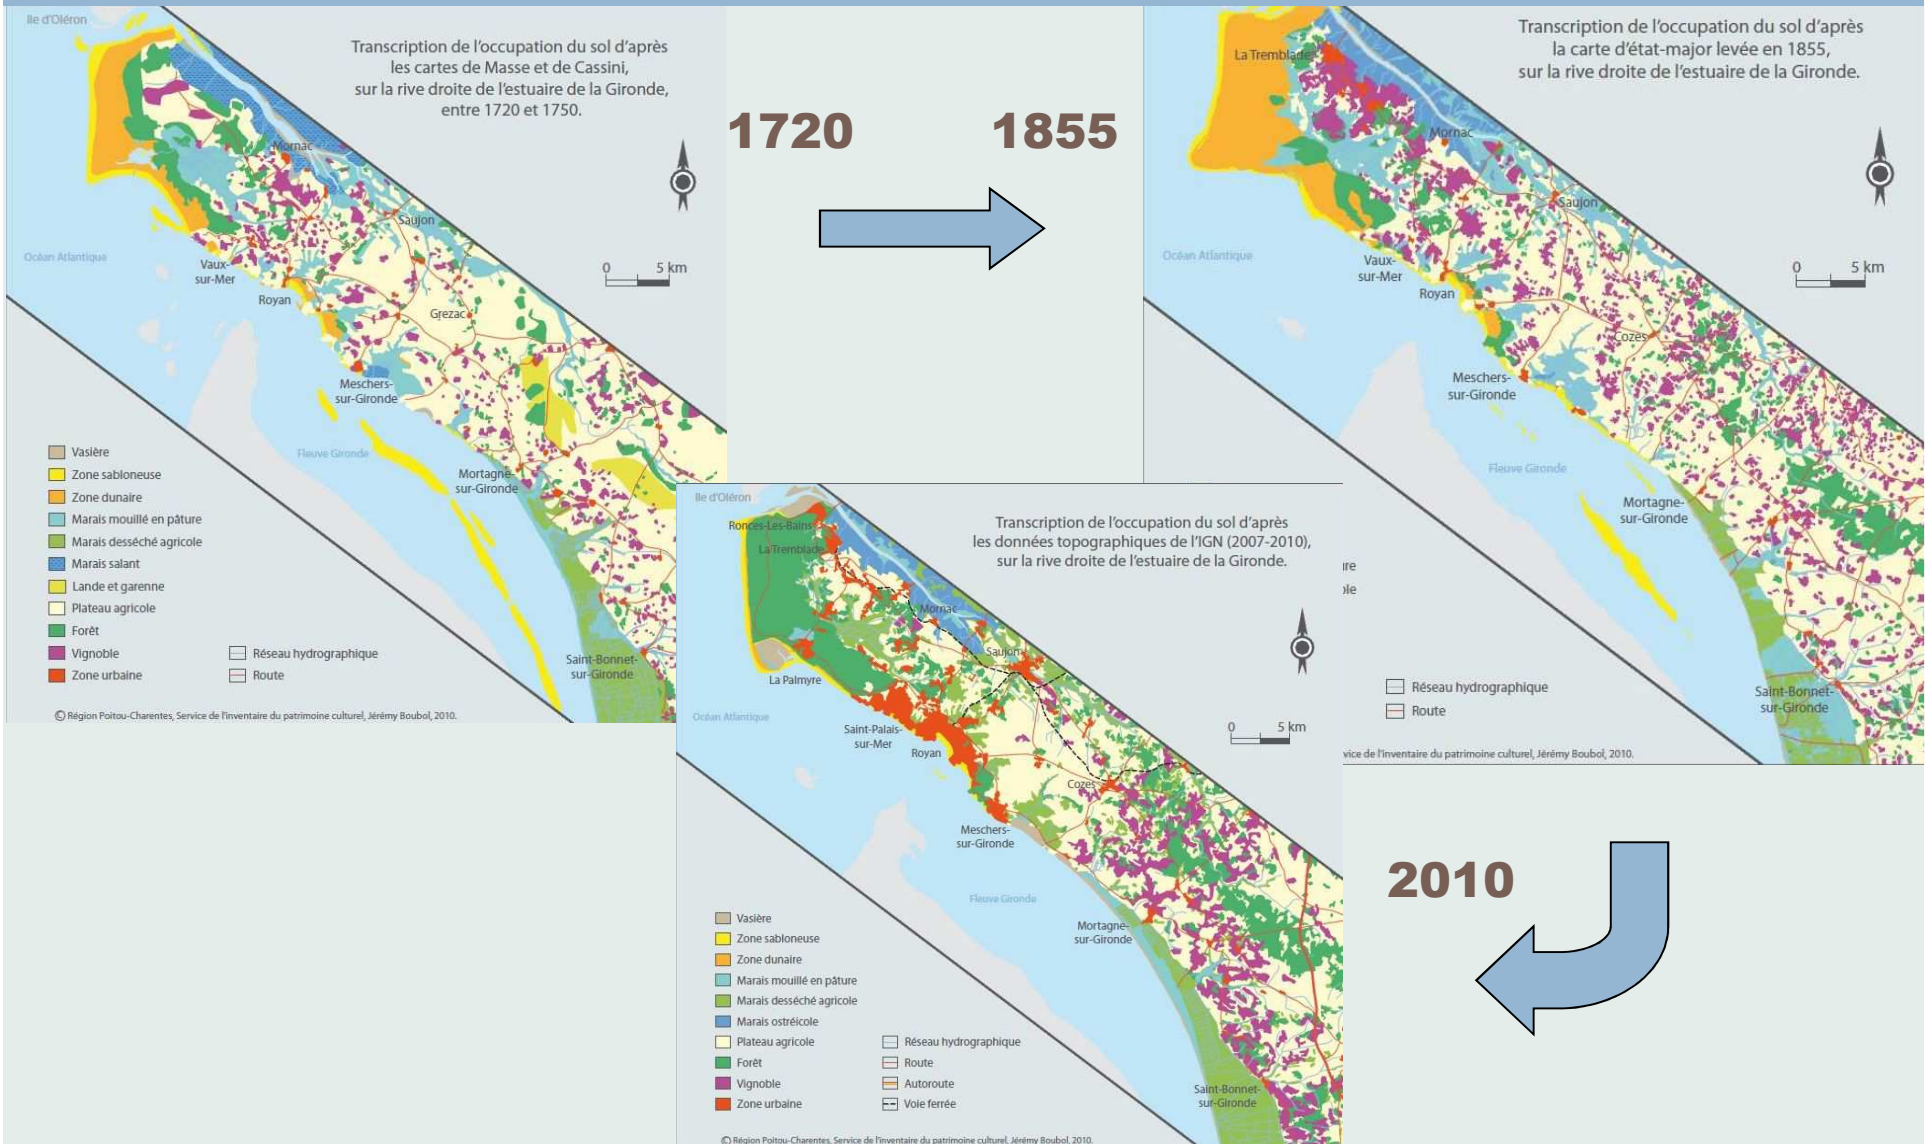 Ile d'Oléron
Transcription de l'occupation du sol d'après
les cartes de Masse et de Cassini,
sur la rive droite de l'estuaire de la Gironde,
entre 1720 et 1750.
Mornac
Saujon
Océan Atlantique
Vaux-
sur-Mer
0 5 km
Royan
Grezac
Meschers-
sur-Gironde
Fleuve Gironde
Mortagne-
sur-Gironde
Saint-Bonnet-
sur-Gironde
Vasière
Zone sabloneuse
Zone dunaire
Marais mouillé en pâture
Marais desséché agricole
Marais salant
Lande et garenne
Plateau agricole
Forêt
Vignoble
Zone urbaine
Réseau hydrographique
Route
© Région Poitou-Charentes, Service de l'inventaire du patrimoine culturel, Jérémy Boubol, 2010.
1720
1855
Transcription de l'occupation du sol d'après
la carte d'état-major levée en 1855,
sur la rive droite de l'estuaire de la Gironde.
La Tremblade
Mornac
Saujon
Océan Atlantique
Vaux-
sur-Mer
0 5 km
Royan
Cozes
Meschers-
sur-Gironde
Fleuve Gironde
Mortagne-
sur-Gironde
Saint-Bonnet-
sur-Gironde
Réseau hydrographique
Route
vice de l'inventaire du patrimoine culturel, Jérémy Boubol, 2010.
2010
Ile d'Oléron
Transcription de l'occupation du sol d'après
les données topographiques de l'IGN (2007-2010),
sur la rive droite de l'estuaire de la Gironde.
Ronces-Les-Bains
La Tremblade
Mornac
Saujon
La Palmyre
Océan Atlantique
Saint-Palais-
sur-Mer
0 5 km
Royan
Cozes
Meschers-
sur-Gironde
Fleuve Gironde
Mortagne-
sur-Gironde
Saint-Bonnet-
sur-Gironde
Vasière
Zone sabloneuse
Zone dunaire
Marais mouillé en pâture
Marais desséché agricole
Marais ostréicole
Plateau agricole
Forêt
Vignoble
Zone urbaine
Réseau hydrographique
Route
Autoroute
Voie ferrée
© Région Poitou-Charentes, Service de l'inventaire du patrimoine culturel, Jérémy Boubol, 2010.